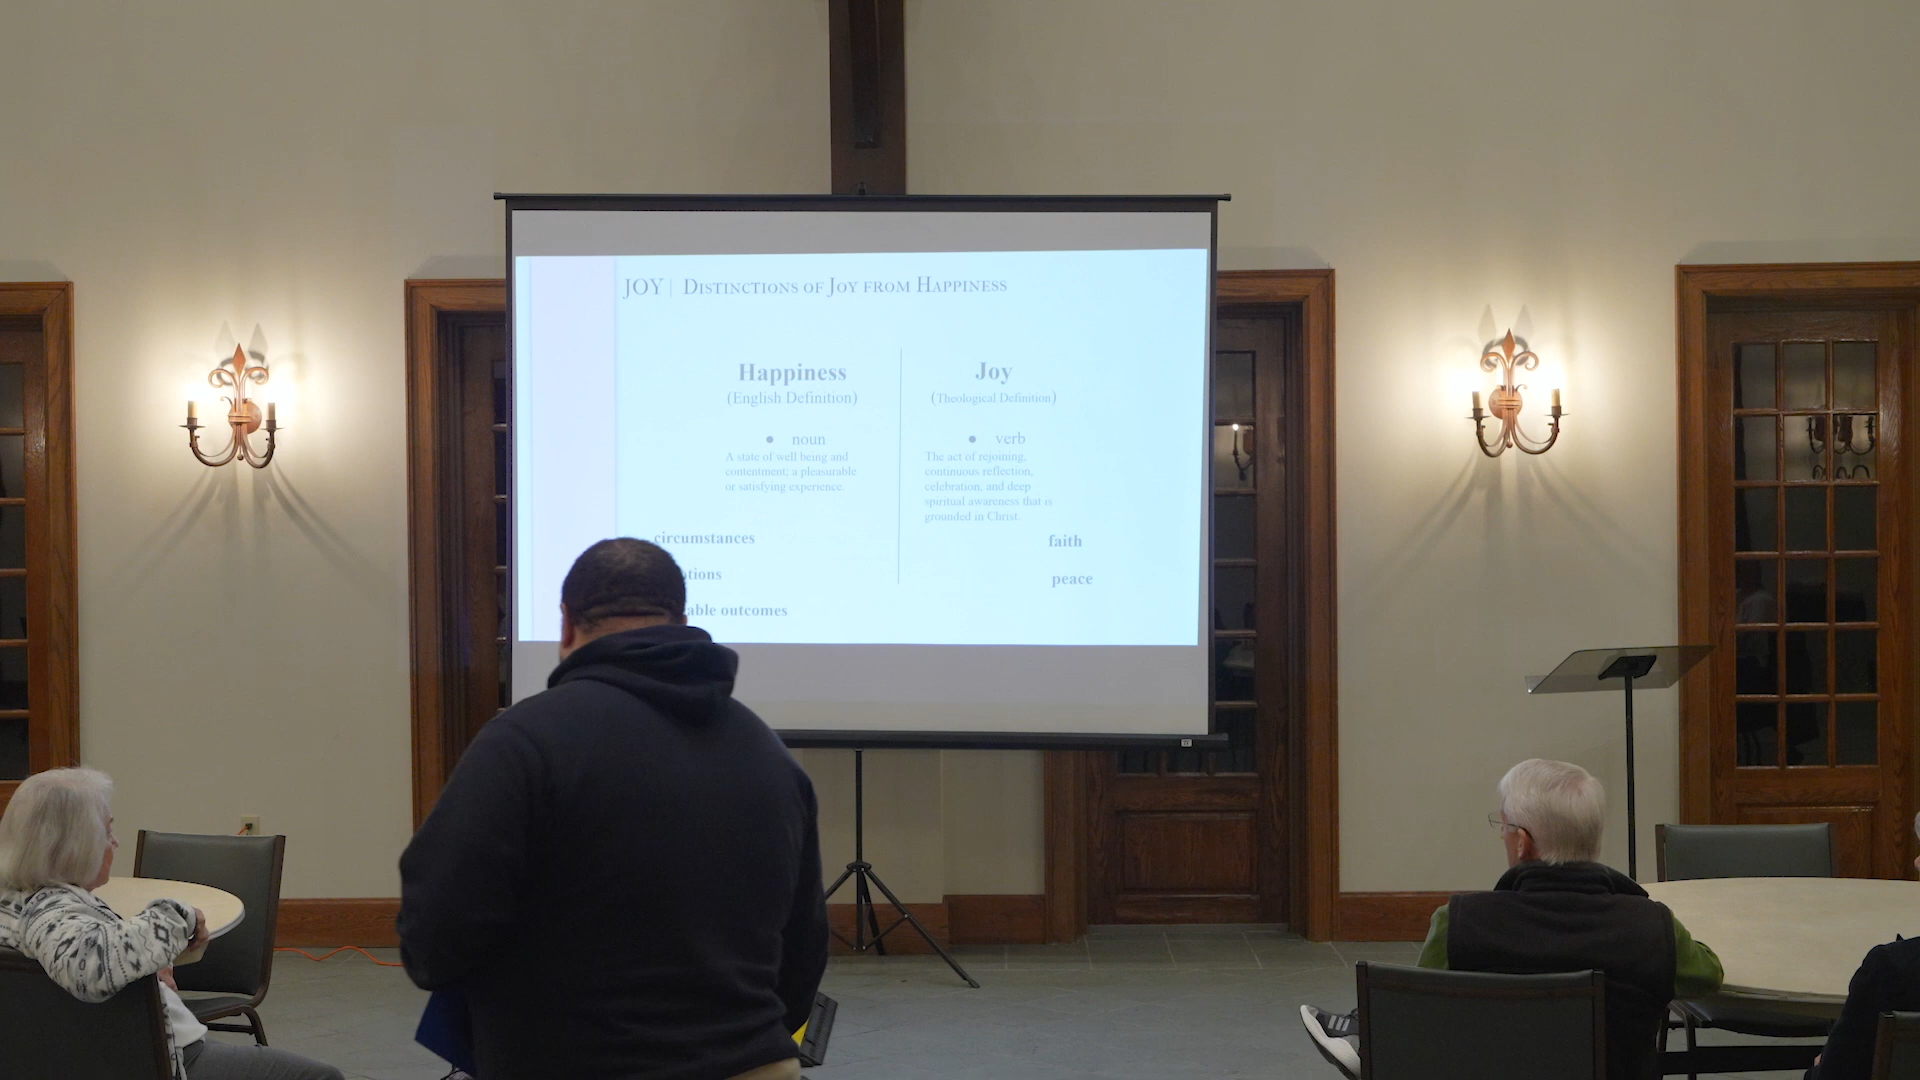 JOY | DISTINCTIONS OF JOY FROM HAPPINESS
Happiness
(English Definition)
• noun
A state of well being and
contentment; a pleasurable
or satisfying experience.
circumstances
outcomes
Joy
(Theological Definition)
• verb
The act of rejoining,
continuous reflection,
celebration, and deep
spiritual awareness that is
grounded in Christ.
faith
peace